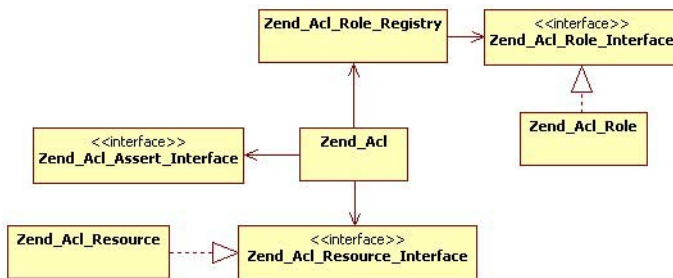 Zend_Acl_Role_Registry
<<interface>>
Zend_Acl_Role_Interface
Zend_Acl_Role
<<interface>>
Zend_Acl_Assert_Interface
Zend_Acl
Zend_Acl_Resource
<<interface>>
Zend_Acl_Resource_Interface